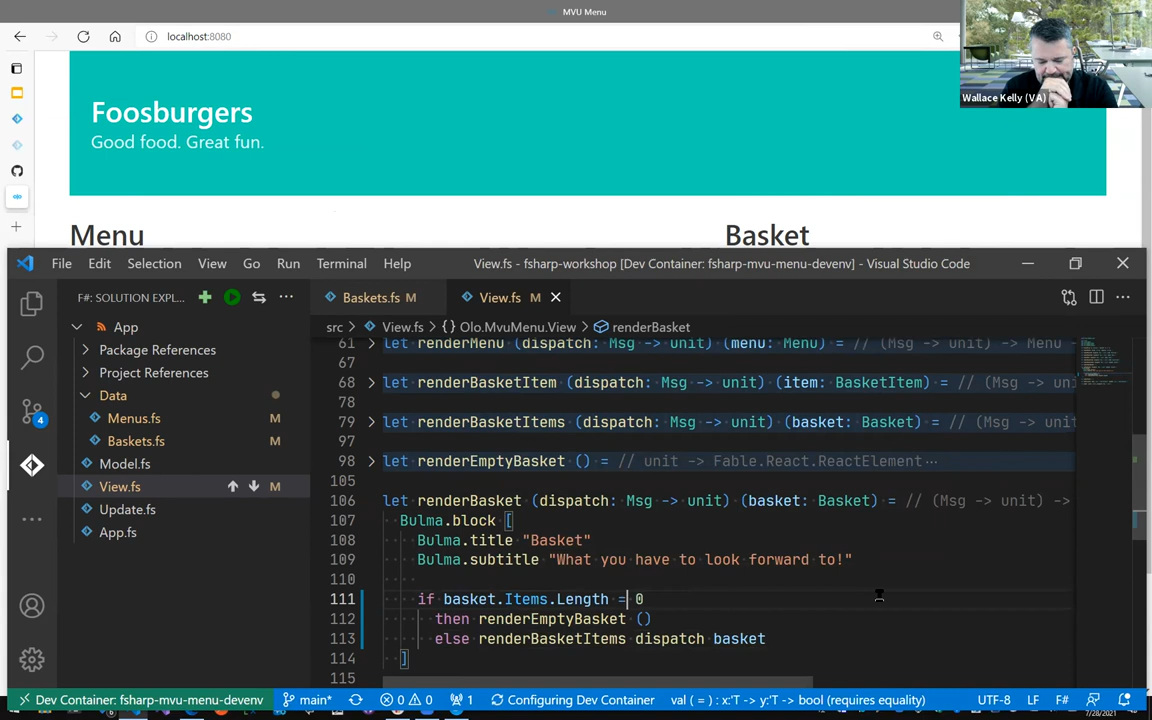 MVU Menu
localhost:8080
Wallace Kelly (VA)
Foosburgers
Good food. Great fun.
Menu
Basket
File Edit Selection View Go Run Terminal Help
View.fs - fsharp-workshop [Dev Container: fsharp-mvu-menu-devenv] - Visual Studio Code
F#: SOLUTION EXPL...
Baskets.fs M
View.fs M
src > View.fs > {} Olo.MvuMenu.View > renderBasket
App
Package References
Project References
Data
Menus.fs M
Baskets.fs M
Model.fs
View.fs M
Update.fs
App.fs
4
61 let renderMenu (dispatch: Msg -> unit) (menu: Menu) = // (Msg -> unit) -> Menu -
67
68 let renderBasketItem (dispatch: Msg -> unit) (item: BasketItem) = // (Msg -> uni
78
79 let renderBasketItems (dispatch: Msg -> unit) (basket: Basket) = // (Msg -> unit
97
98 let renderEmptyBasket () = // unit -> Fable.React.ReactElement ...
105
106 let renderBasket (dispatch: Msg -> unit) (basket: Basket) = // (Msg -> unit) ->
107 Bulma.block [
108 Bulma.title "Basket"
109 Bulma.subtitle "What you have to look forward to!"
110
111 if basket.Items.Length = 0
112 then renderEmptyBasket ()
113 else renderBasketItems dispatch basket
114 ]
115
Dev Container: fsharp-mvu-menu-devenv main* 0 0 1 Configuring Dev Container val ( = ) : x:'T -> y:'T -> bool (requires equality) UTF-8 LF F#
7/28/2021